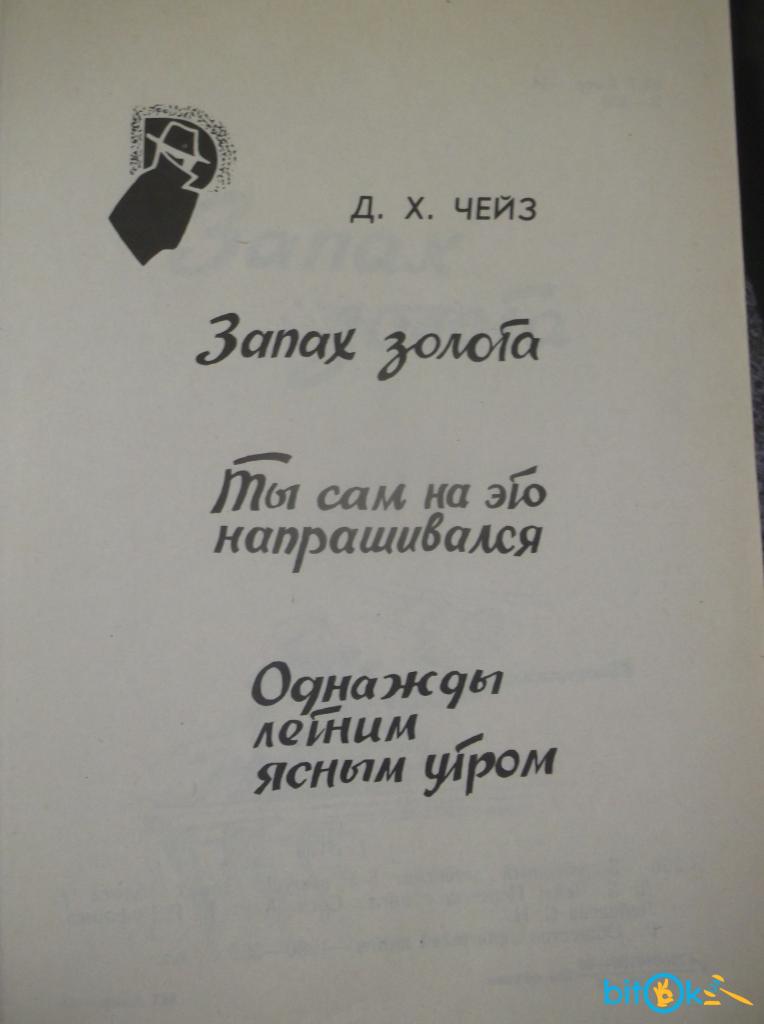 Д. Х. ЧЕЙЗ
Запах золота
Ты сам на это
напрашивался
Однажды
летним
ясным утром
bitOk